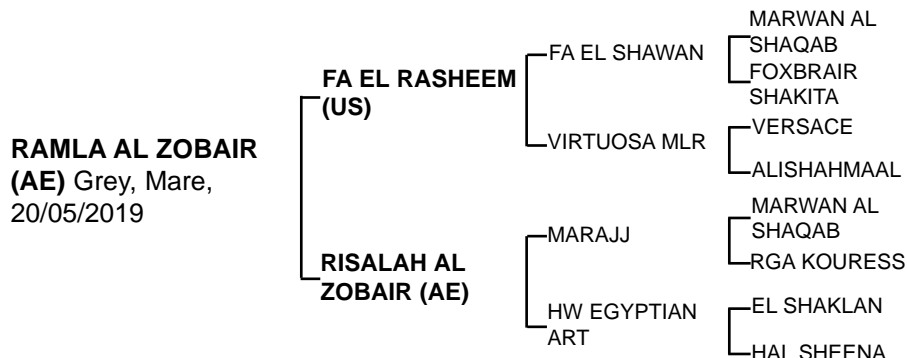 RAMLA AL ZOBAIR
(AE) Grey, Mare,
20/05/2019
FA EL RASHEEM
(US)
RISALAH AL
ZOBAIR (AE)
FA EL SHAWAN
VIRTUOSA MLR
MARAJJ
HW EGYPTIAN
ART
MARWAN AL
SHAQAB
FOXBRAIR
SHAKITA
VERSACE
ALISHAHMAAL
MARWAN AL
SHAQAB
RGA KOURESS
EL SHAKLAN
HAL SHEENA